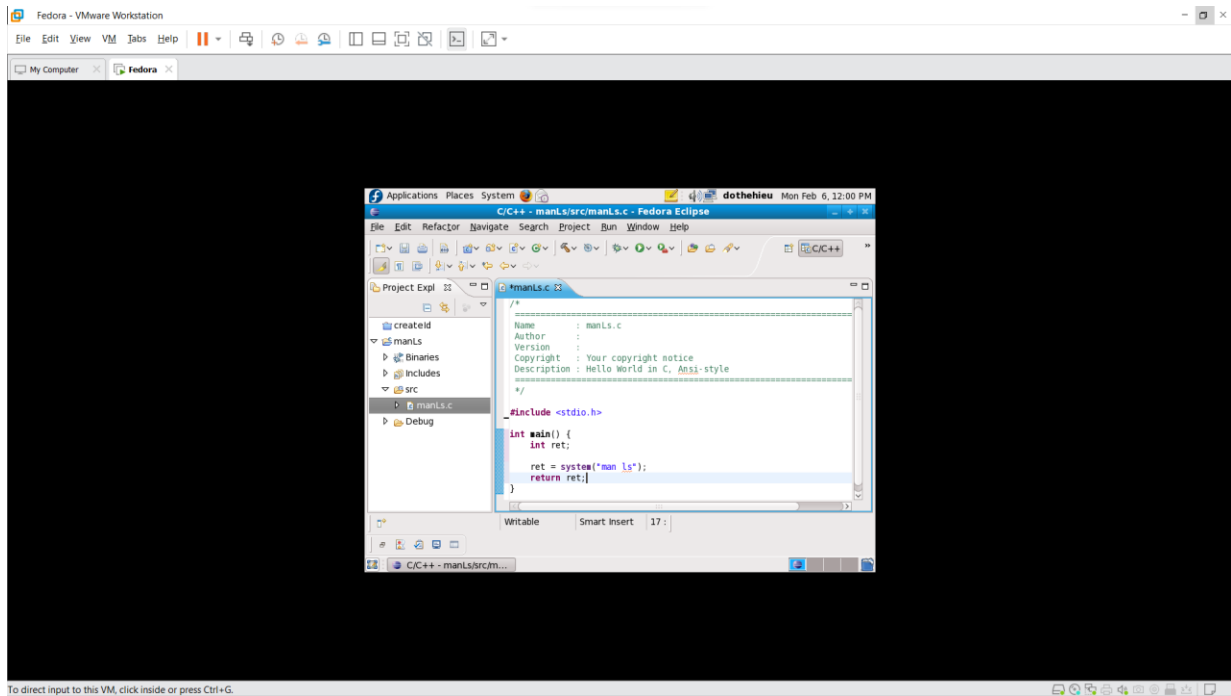 Fedora - VMware Workstation
File Edit View VM Tabs Help
My Computer Fedora
Applications Places System dothehieu Mon Feb 6, 12:00 PM
C/C++ - manLs/src/manLs.c - Fedora Eclipse
File Edit Refactor Navigate Search Project Run Window Help
C/C++ »
Project Expl *manLs.c
createId
manLs
Binaries
Includes
src
manLs.c
Debug
/*
============================================================================
Name : manLs.c
Author :
Version :
Copyright : Your copyright notice
Description : Hello World in C, Ansi-style
============================================================================
*/
#include <stdio.h>
int main() {
int ret;
ret = system("man ls");
return ret;
}
Writable Smart Insert 17 :
C/C++ - manLs/src/m...
To direct input to this VM, click inside or press Ctrl+G.